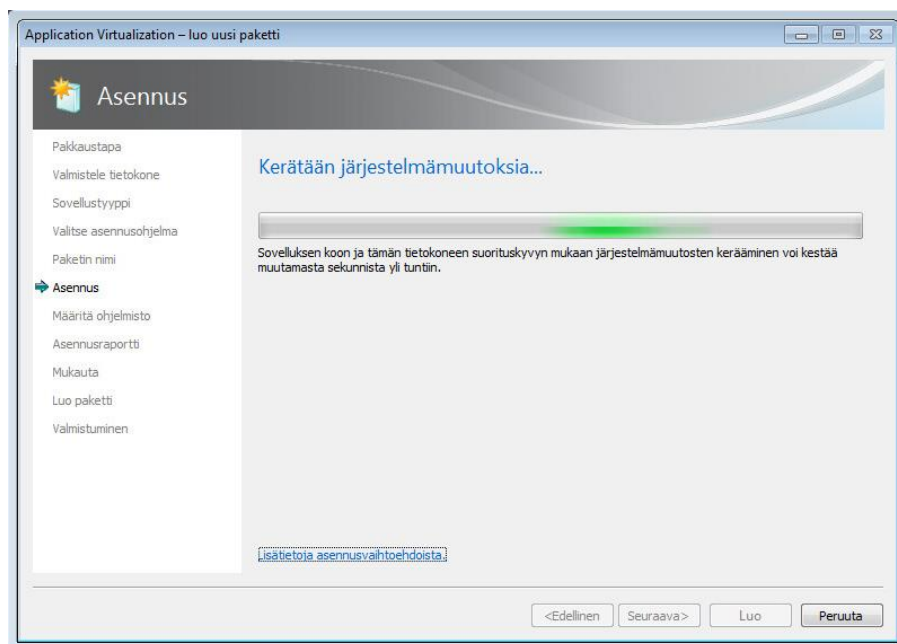 Application Virtualization – luo uusi paketti
Asennus
Pakkaustapa
Valmistele tietokone
Sovellustyyppi
Valitse asennusohjelma
Paketin nimi
Asennus
Määritä ohjelmisto
Asennusraportti
Mukauta
Luo paketti
Valmistuminen
Kerätään järjestelmämuutoksia...
Sovelluksen koon ja tämän tietokoneen suorituskyvyn mukaan järjestelmämuutosten kerääminen voi kestää
muutamasta sekunnista yli tuntiin.
Lisätietoja asennusvaihtoehdoista.
<Edellinen Seuraava> Luo Peruuta